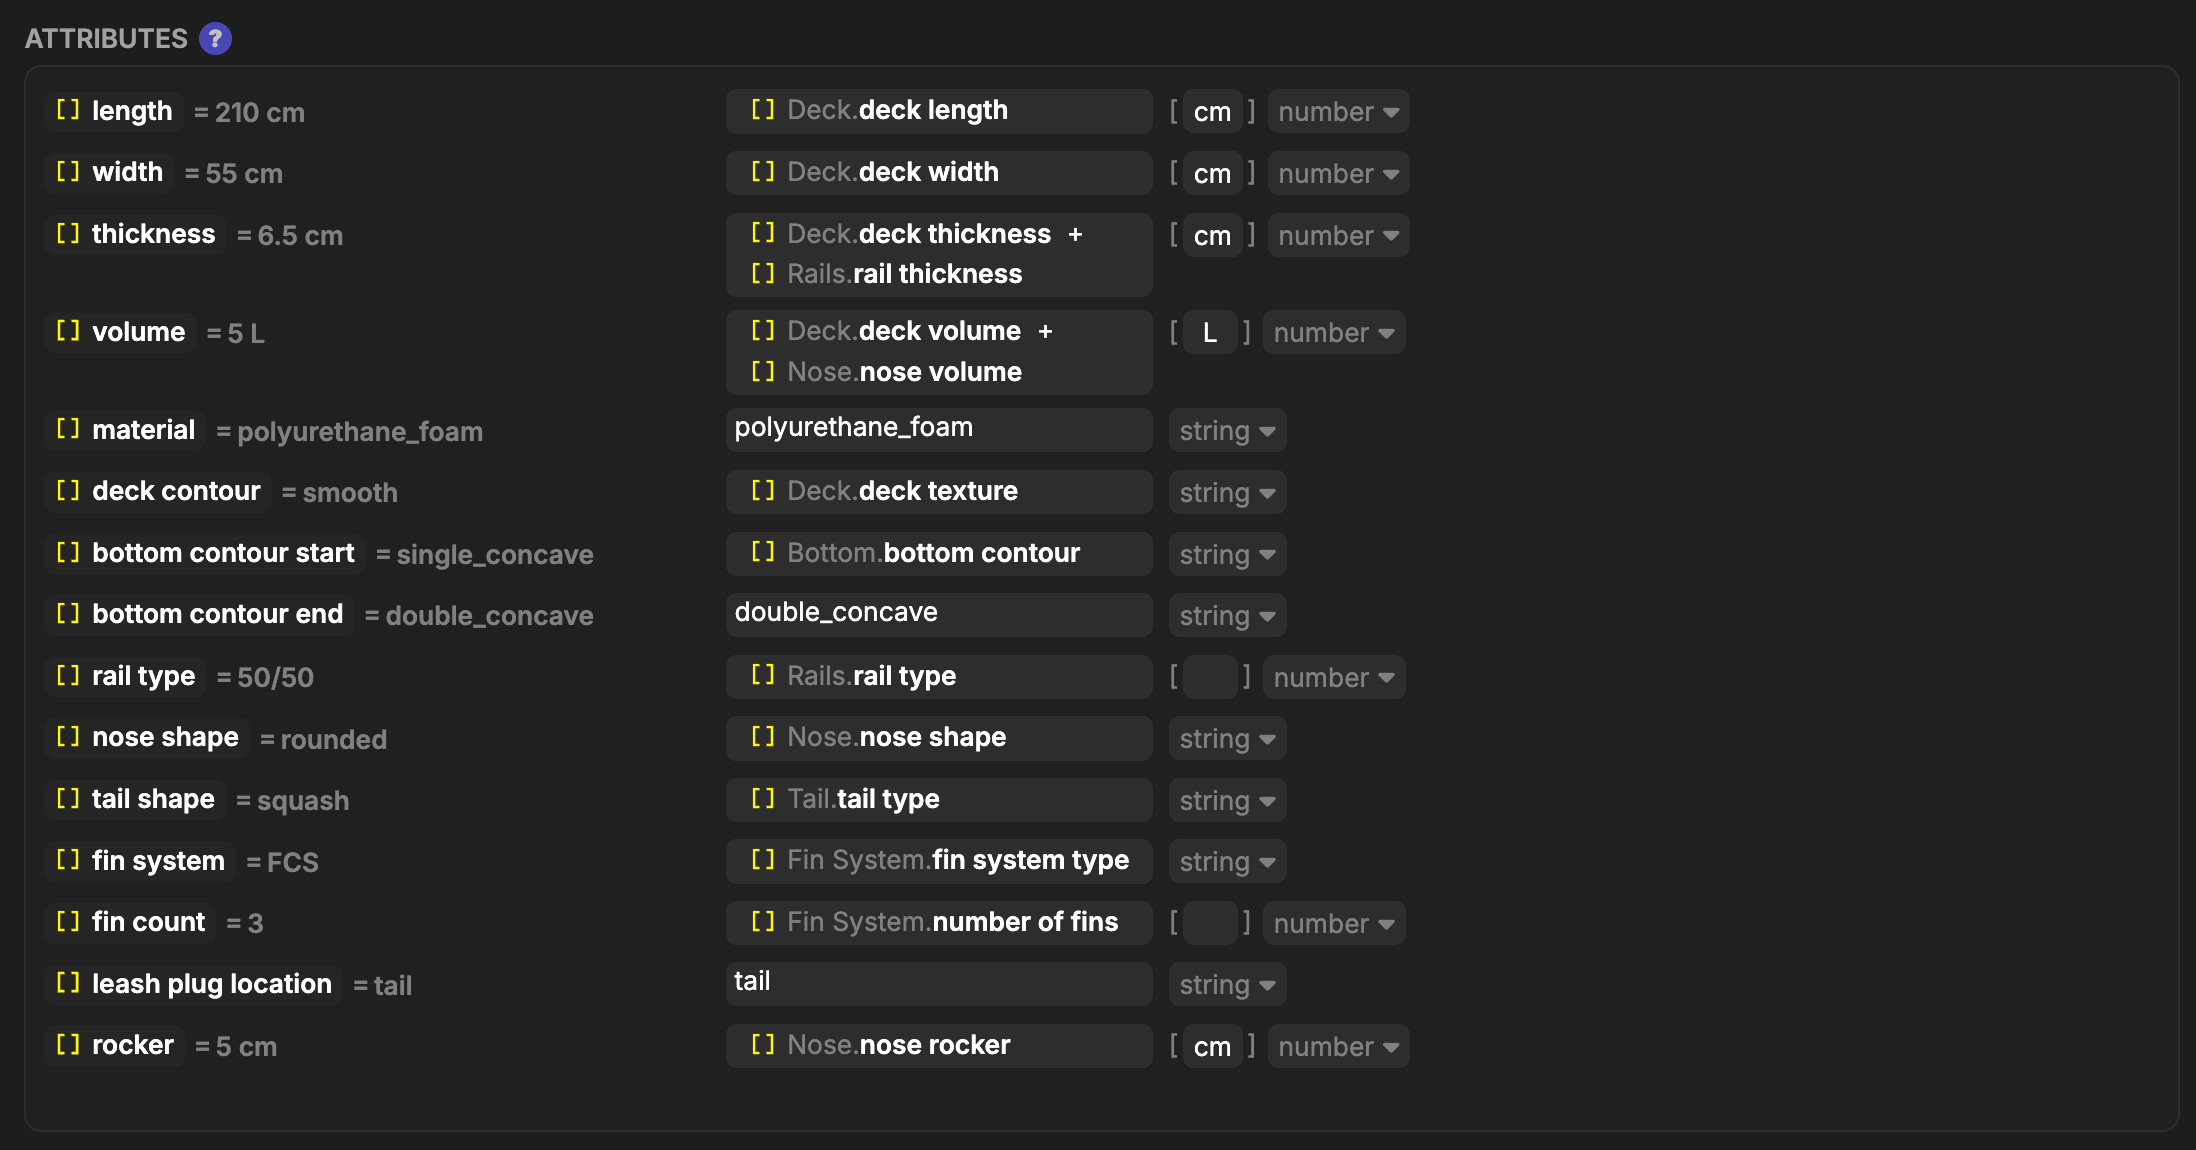 ATTRIBUTES ?
[] length = 210 cm [] Deck.deck length [ cm ] number
[] width = 55 cm [] Deck.deck width [ cm ] number
[] thickness = 6.5 cm [] Deck.deck thickness + [ cm ] number
[] Rails.rail thickness
[] volume = 5 L [] Deck.deck volume + [ L ] number
[] Nose.nose volume
[] material = polyurethane_foam polyurethane_foam string
[] deck contour = smooth [] Deck.deck texture string
[] bottom contour start = single_concave [] Bottom.bottom contour string
[] bottom contour end = double_concave double_concave string
[] rail type = 50/50 [] Rails.rail type [ ] number
[] nose shape = rounded [] Nose.nose shape string
[] tail shape = squash [] Tail.tail type string
[] fin system = FCS [] Fin System.fin system type string
[] fin count = 3 [] Fin System.number of fins [ ] number
[] leash plug location = tail tail string
[] rocker = 5 cm [] Nose.nose rocker [ cm ] number